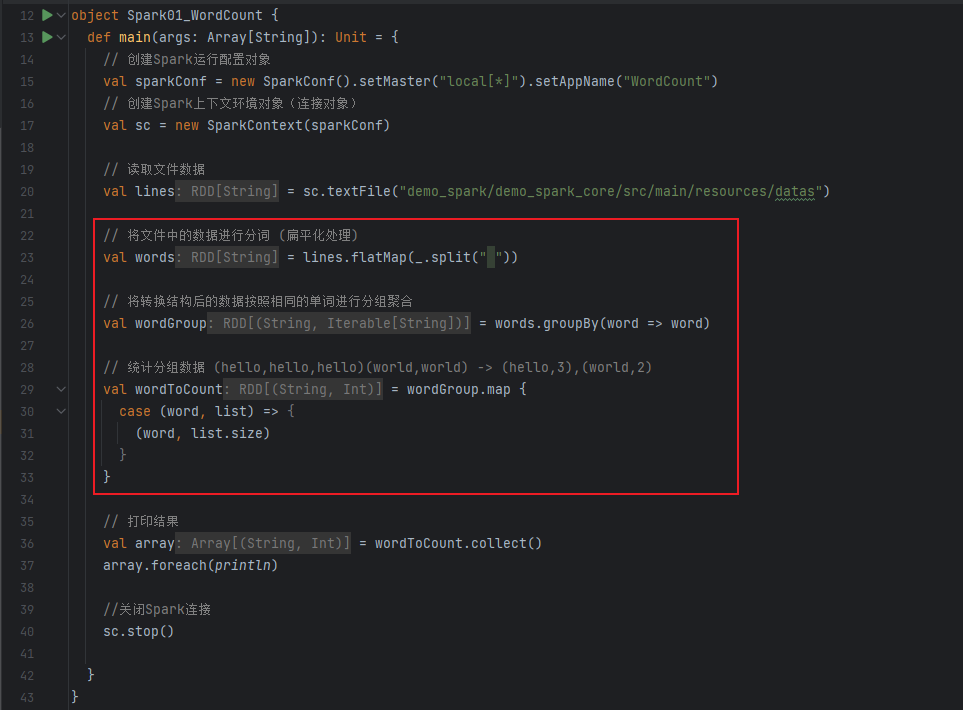 12 object Spark01_WordCount {
13 def main(args: Array[String]): Unit = {
14 // 创建Spark运行配置对象
15 val sparkConf = new SparkConf().setMaster("local[*]").setAppName("WordCount")
16 // 创建Spark上下文环境对象（连接对象）
17 val sc = new SparkContext(sparkConf)
18
19 // 读取文件数据
20 val lines: RDD[String] = sc.textFile("demo_spark/demo_spark_core/src/main/resources/datas")
21
22 // 将文件中的数据进行分词（扁平化处理）
23 val words: RDD[String] = lines.flatMap(_.split(" "))
24
25 // 将转换结构后的数据按照相同的单词进行分组聚合
26 val wordGroup: RDD[(String, Iterable[String])] = words.groupBy(word => word)
27
28 // 统计分组数据 (hello,hello,hello)(world,world) -> (hello,3),(world,2)
29 val wordToCount: RDD[(String, Int)] = wordGroup.map {
30 case (word, list) => {
31 (word, list.size)
32 }
33 }
34
35 // 打印结果
36 val array: Array[(String, Int)] = wordToCount.collect()
37 array.foreach(println)
38
39 //关闭Spark连接
40 sc.stop()
41
42 }
43 }